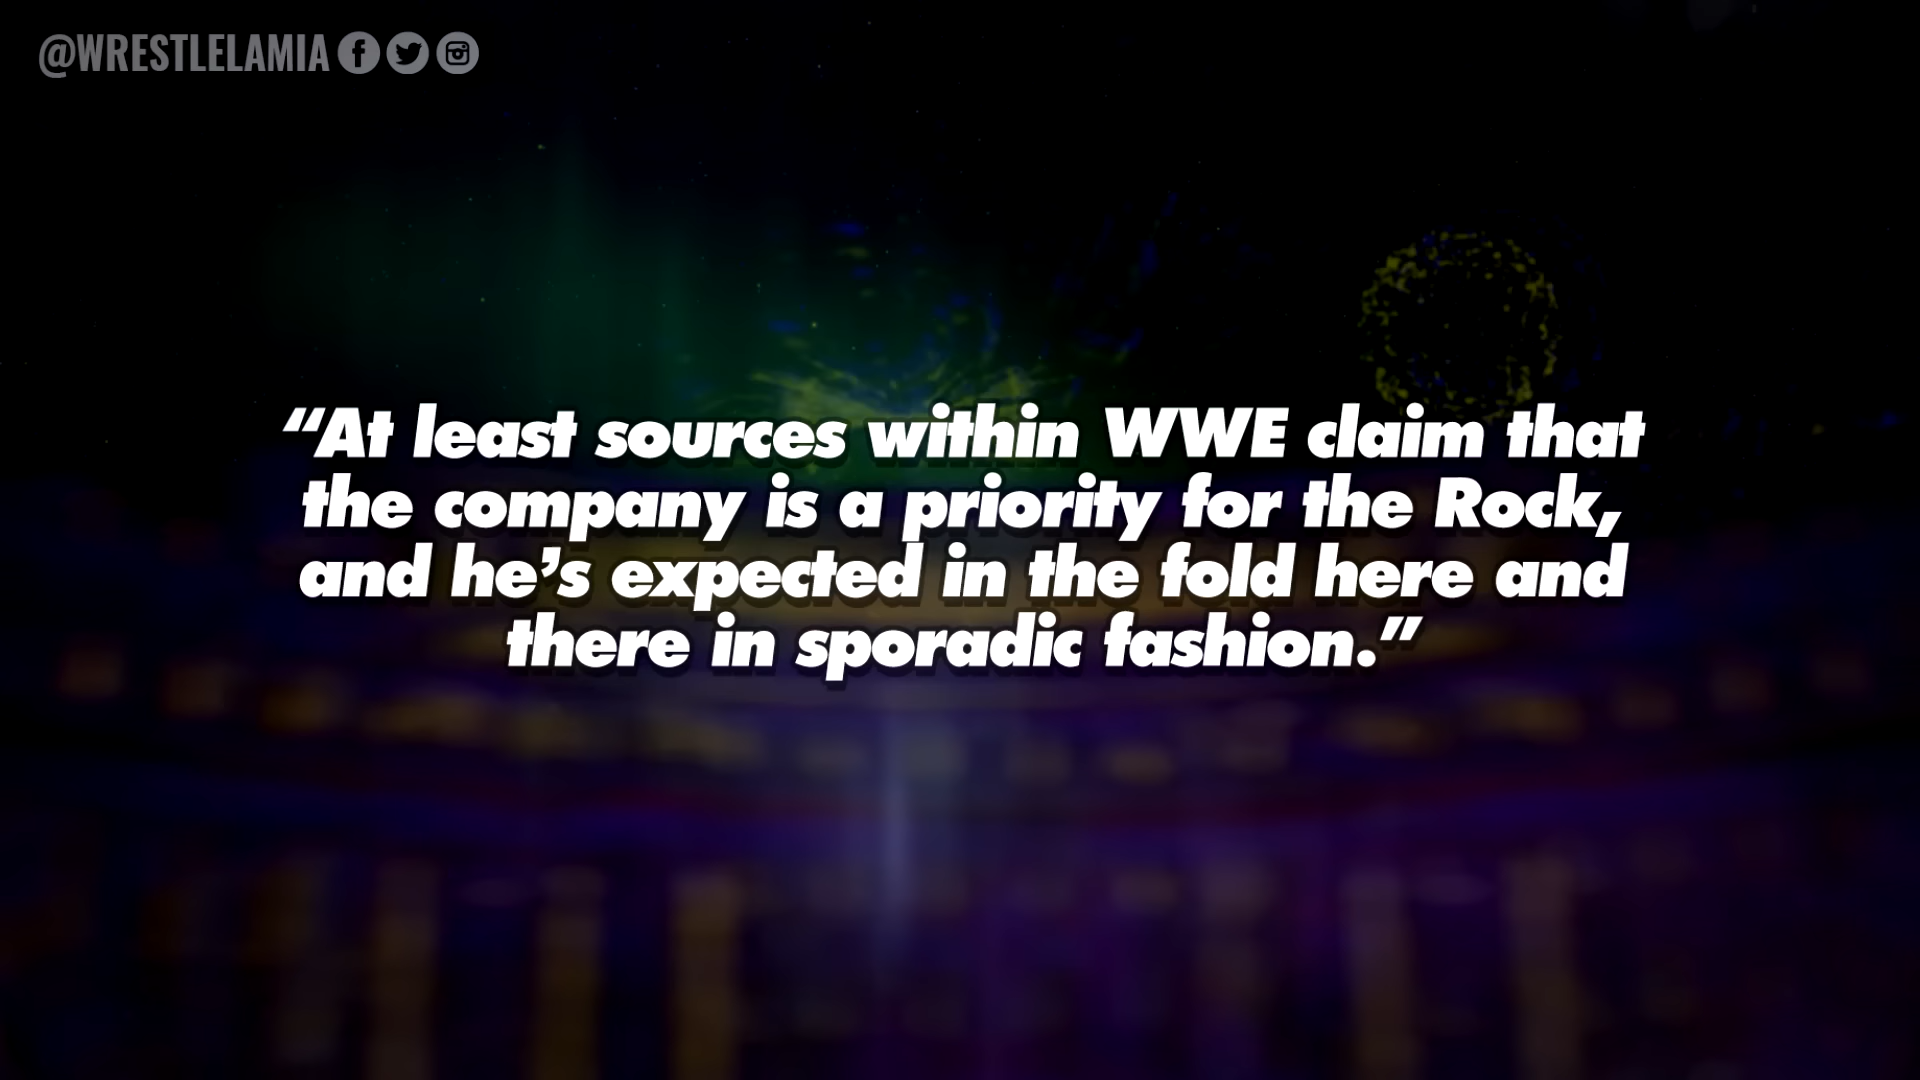 @WRESTLELAMIA
“At least sources within WWE claim that
the company is a priority for the Rock,
and he’s expected in the fold here and
there in sporadic fashion.”